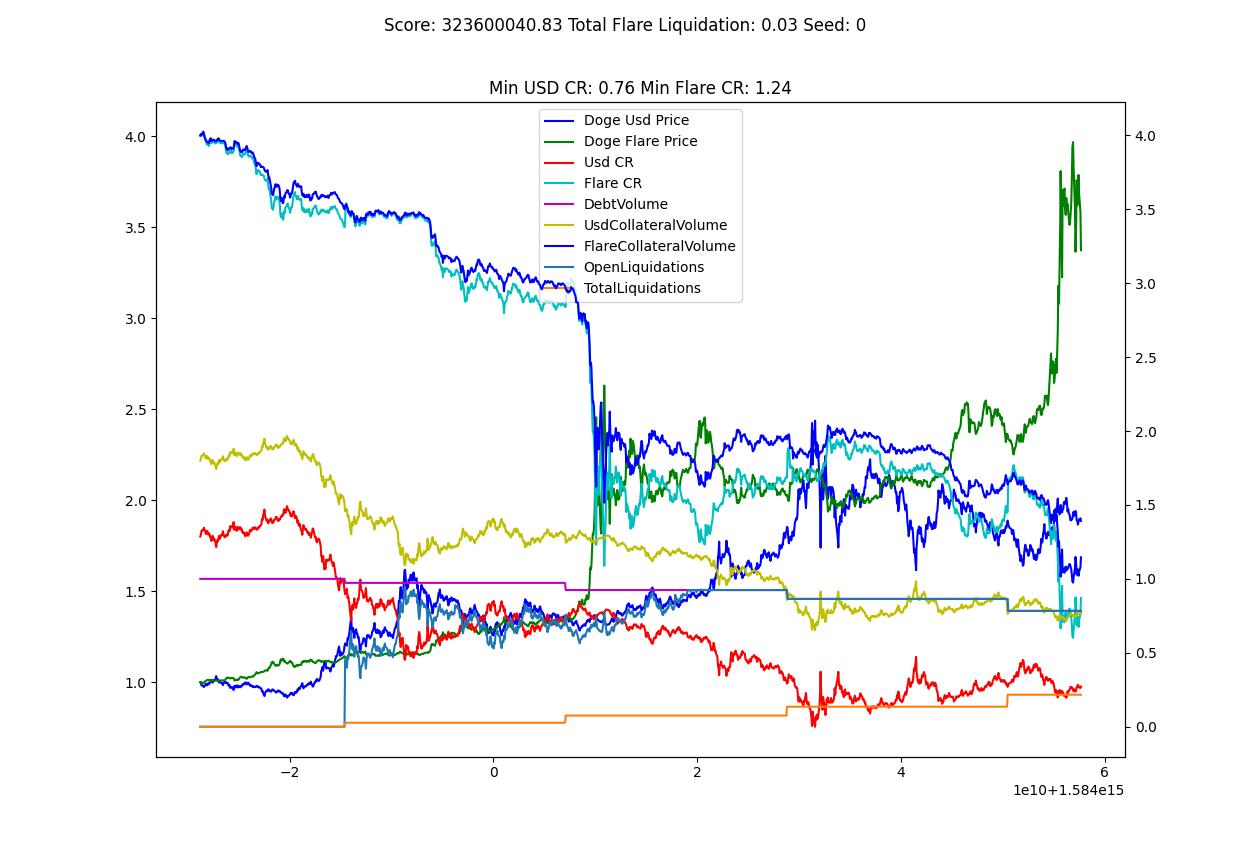 Score: 323600040.83 Total Flare Liquidation: 0.03 Seed: 0
Min USD CR: 0.76 Min Flare CR: 1.24
Doge Usd Price
Doge Flare Price
Usd CR
Flare CR
DebtVolume
UsdCollateralVolume
FlareCollateralVolume
OpenLiquidations
TotalLiquidations
4.0
3.5
3.0
2.5
2.0
1.5
1.0
4.0
3.5
3.0
2.5
2.0
1.5
1.0
0.5
0.0
−2 0 2 4 6
1e10+1.584e15